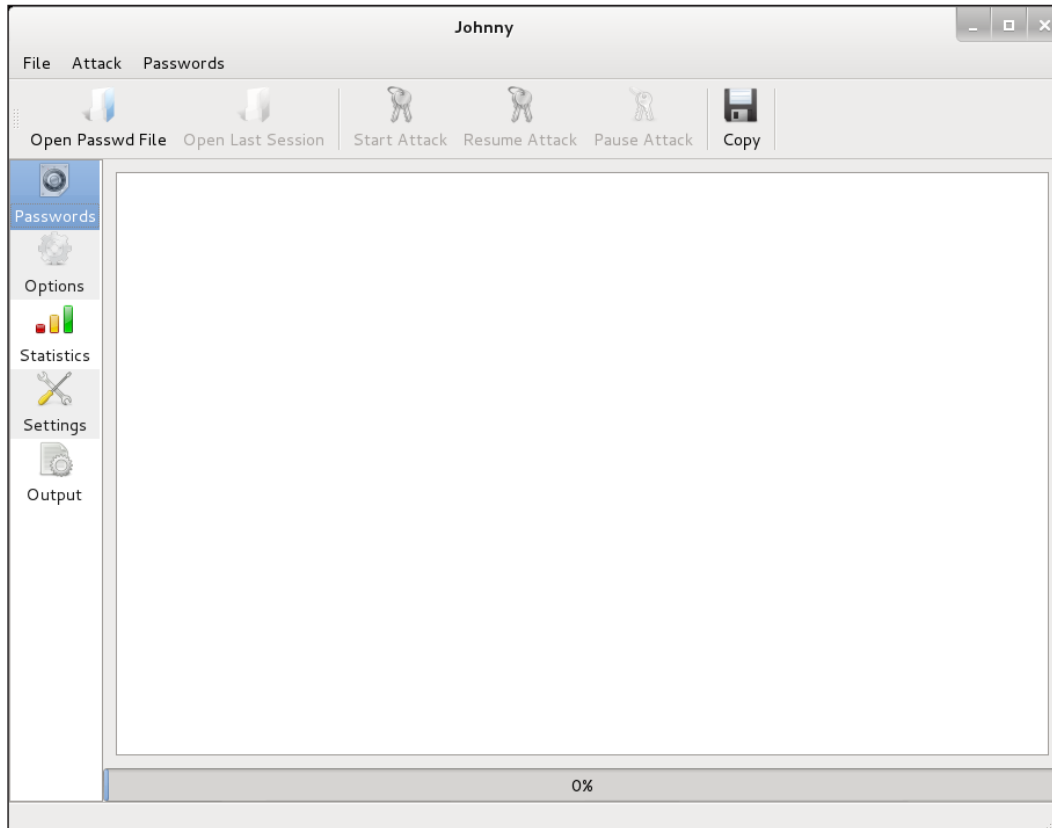 Johnny
File Attack Passwords
Open Passwd File Open Last Session Start Attack Resume Attack Pause Attack Copy
Passwords
Options
Statistics
Settings
Output
0%